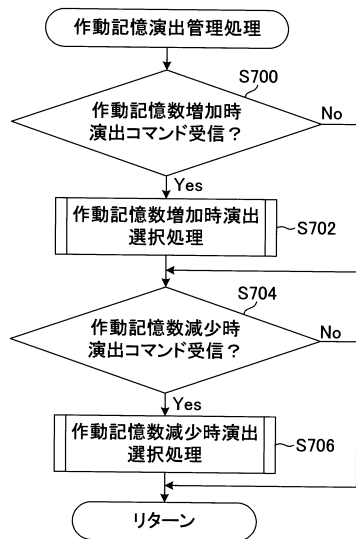 作動記憶演出管理処理
S700
作動記憶数増加時
演出コマンド受信？
No
Yes
作動記憶数増加時演出
選択処理
S702
S704
作動記憶数減少時
演出コマンド受信？
No
Yes
作動記憶数減少時演出
選択処理
S706
リターン